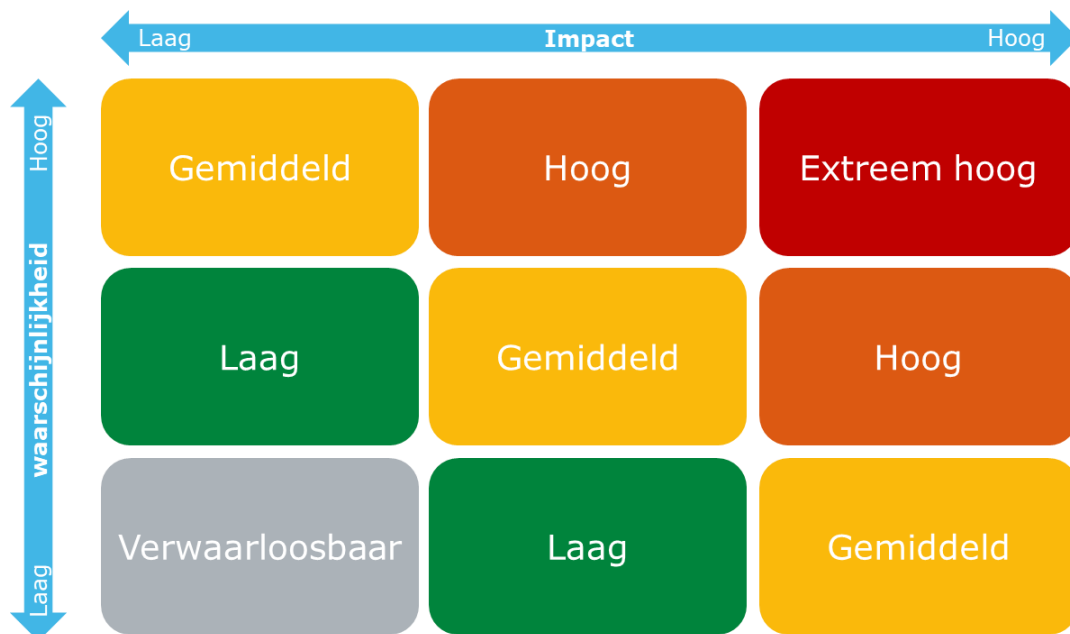 Laag Impact Hoog
Hoog
Gemiddeld Hoog Extreem hoog
waarschijnlijkheid
Laag Gemiddeld Hoog
Laag
Verwaarloosbaar Laag Gemiddeld